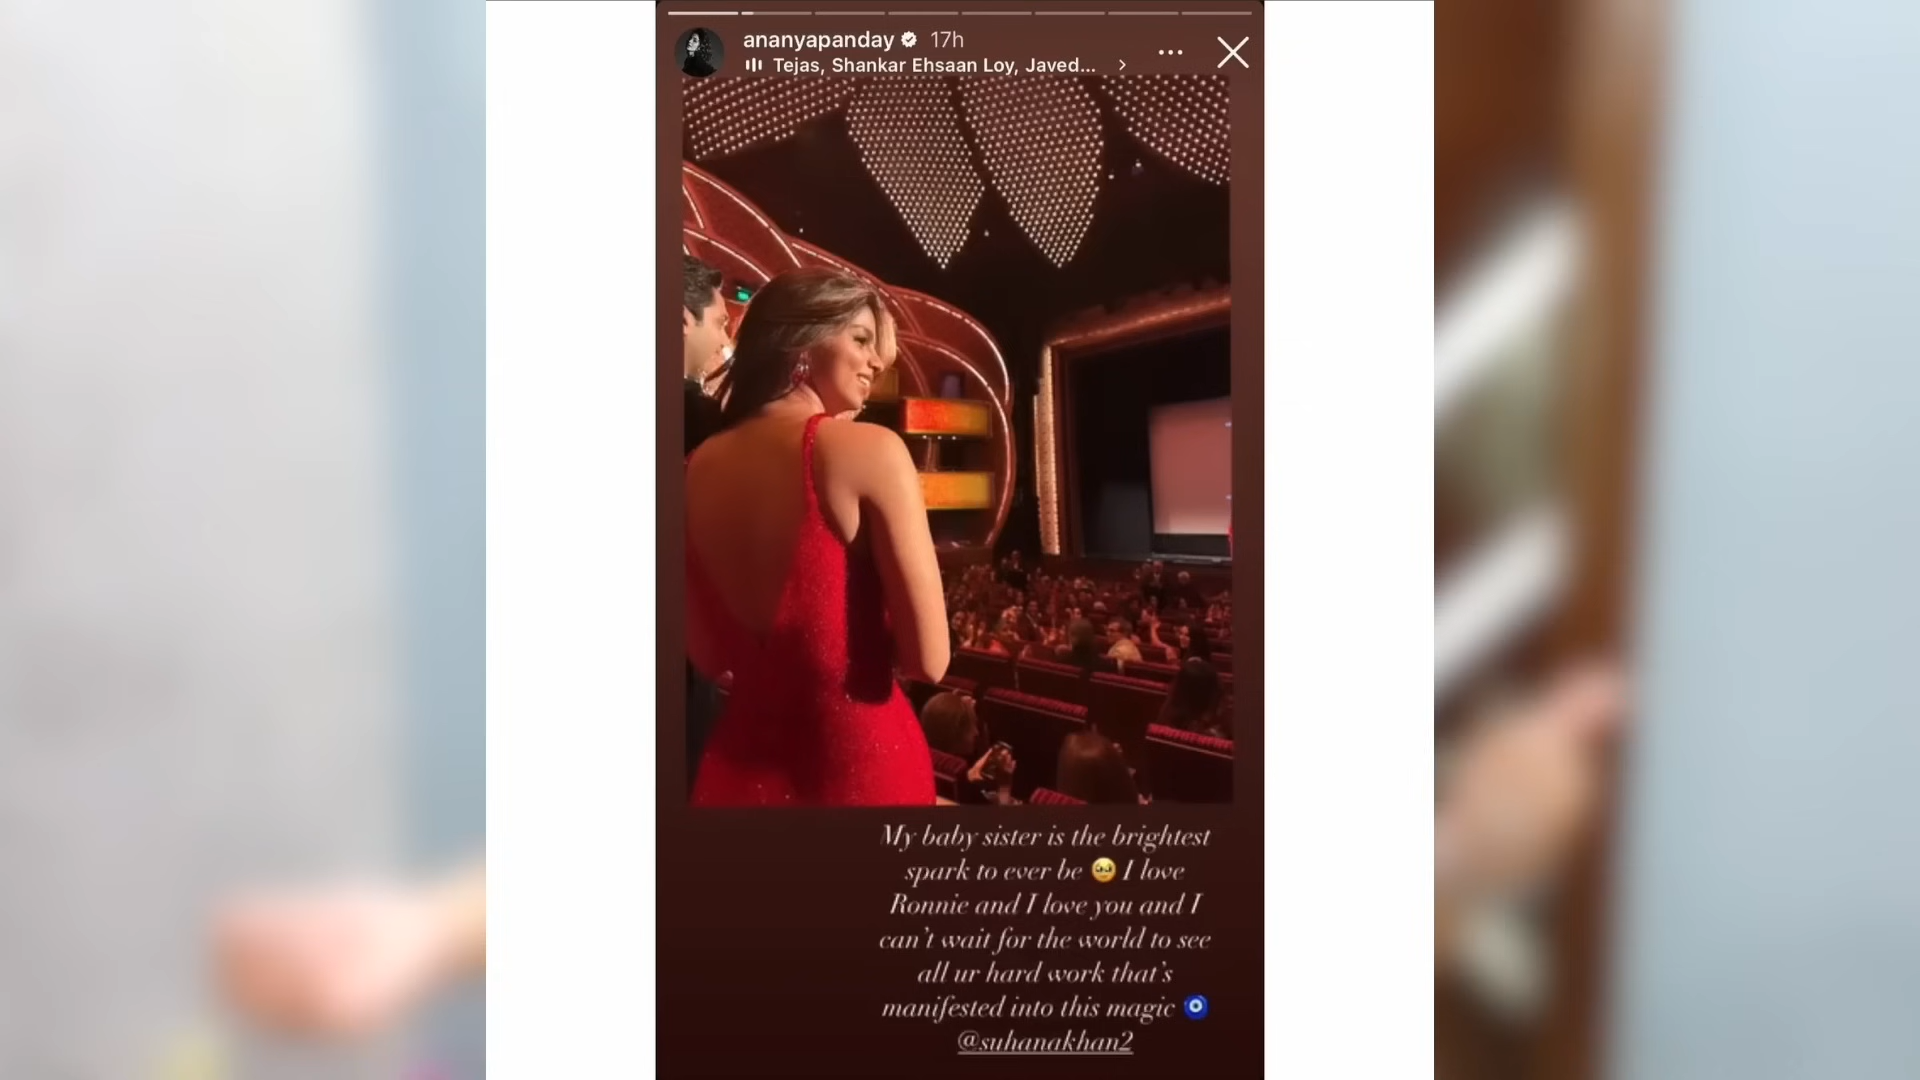 ananyapanday 17h
Tejas, Shankar Ehsaan Loy, Javed...
My baby sister is the brightest
spark to ever be 🥹 I love
Ronnie and I love you and I
can't wait for the world to see
all ur hard work that's
manifested into this magic 🧿
@suhanakhan2